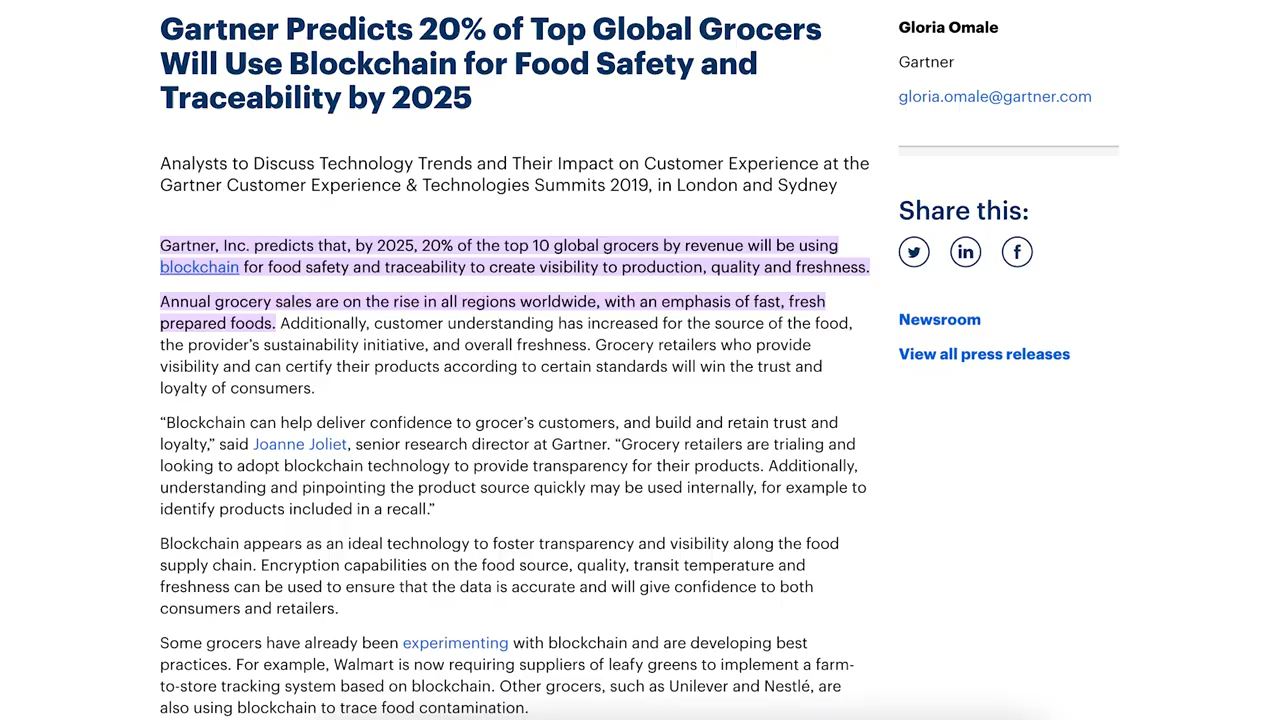 Gartner Predicts 20% of Top Global Grocers
Will Use Blockchain for Food Safety and
Traceability by 2025
Analysts to Discuss Technology Trends and Their Impact on Customer Experience at the
Gartner Customer Experience & Technologies Summits 2019, in London and Sydney
Gartner, Inc. predicts that, by 2025, 20% of the top 10 global grocers by revenue will be using
blockchain for food safety and traceability to create visibility to production, quality and freshness.
Annual grocery sales are on the rise in all regions worldwide, with an emphasis of fast, fresh
prepared foods. Additionally, customer understanding has increased for the source of the food,
the provider’s sustainability initiative, and overall freshness. Grocery retailers who provide
visibility and can certify their products according to certain standards will win the trust and
loyalty of consumers.
“Blockchain can help deliver confidence to grocer’s customers, and build and retain trust and
loyalty,” said Joanne Joliet, senior research director at Gartner. “Grocery retailers are trialing and
looking to adopt blockchain technology to provide transparency for their products. Additionally,
understanding and pinpointing the product source quickly may be used internally, for example to
identify products included in a recall.”
Blockchain appears as an ideal technology to foster transparency and visibility along the food
supply chain. Encryption capabilities on the food source, quality, transit temperature and
freshness can be used to ensure that the data is accurate and will give confidence to both
consumers and retailers.
Some grocers have already been experimenting with blockchain and are developing best
practices. For example, Walmart is now requiring suppliers of leafy greens to implement a farm-
to-store tracking system based on blockchain. Other grocers, such as Unilever and Nestlé, are
also using blockchain to trace food contamination.
Gloria Omale
Gartner
gloria.omale@gartner.com
Share this:
in
f
Newsroom
View all press releases